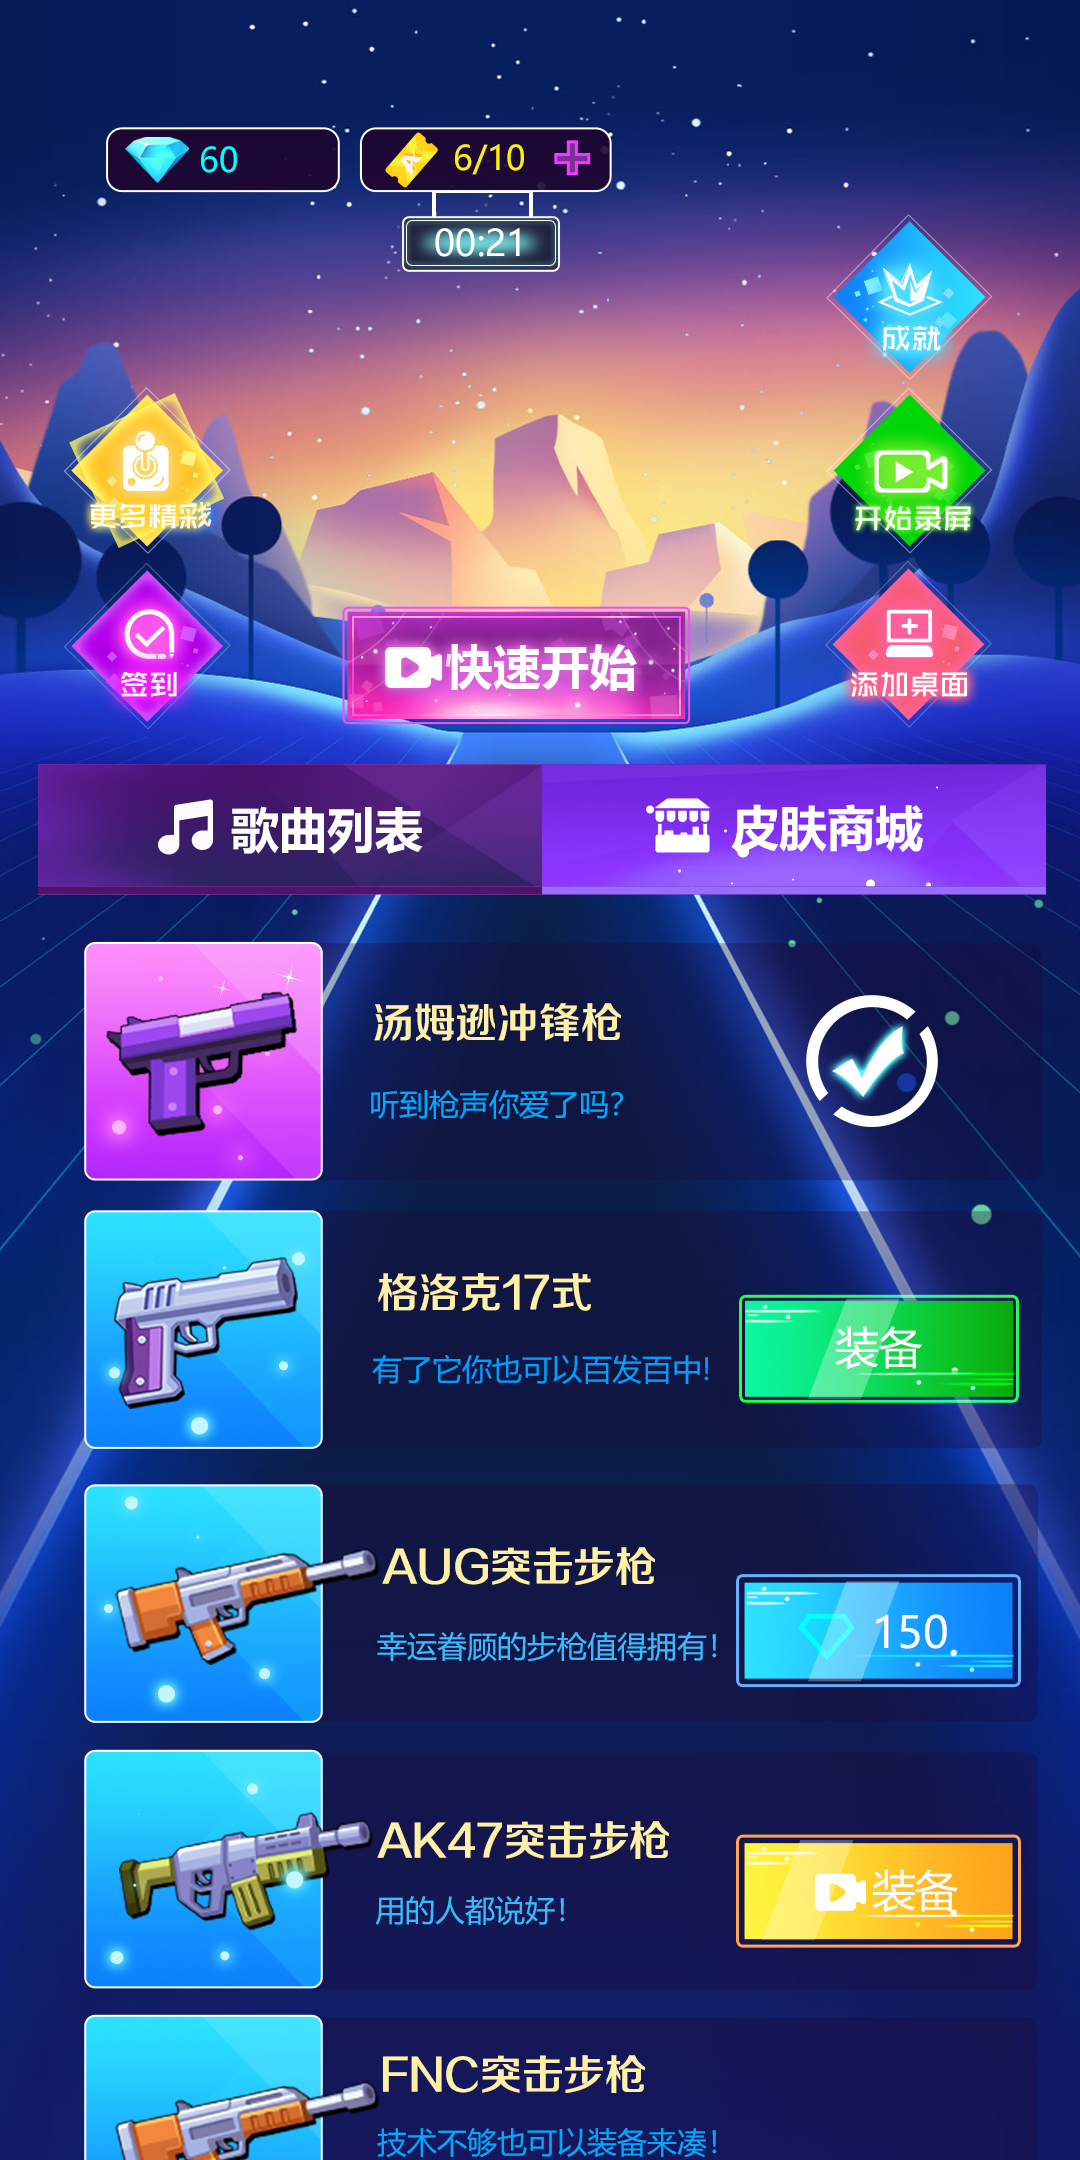 60
6/10
00:21
成就
更多精彩
开始录屏
签到
快速开始
添加桌面
歌曲列表
皮肤商城
汤姆逊冲锋枪
听到枪声你爱了吗?
格洛克17式
有了它你也可以百发百中!
装备
AUG突击步枪
幸运眷顾的步枪值得拥有!
150
AK47突击步枪
用的人都说好!
装备
FNC突击步枪
技术不够也可以装备来凑!